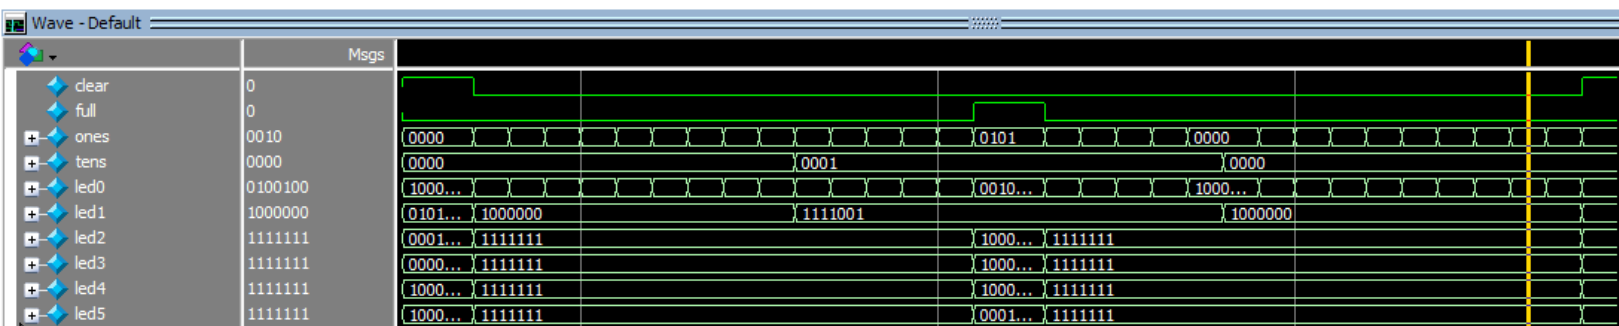 Wave - Default
Msgs
clear 0
full 0
ones 0010 0000 0101 0000
tens 0000 0000 0001 0000
led0 0100100 1000... 0010... 1000...
led1 1000000 0101... 1000000 1111001 1000000
led2 1111111 0001... 1111111 1000... 1111111
led3 1111111 0000... 1111111 1000... 1111111
led4 1111111 1000... 1111111 1000... 1111111
led5 1111111 1000... 1111111 0001... 1111111